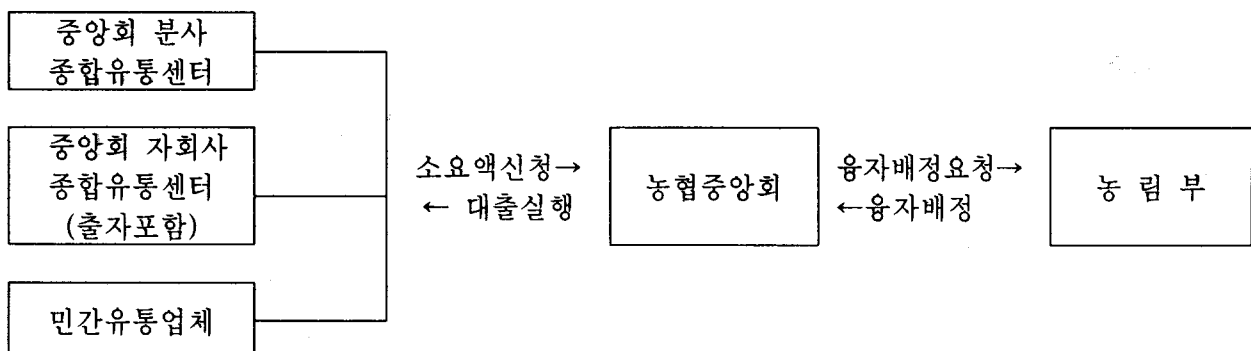 중앙회 분사
종합유통센터
중앙회 자회사
종합유통센터
(출자포함)
민간유통업체
소요액신청→
← 대출실행
농협중앙회
융자배정요청→
←융자배정
농 림 부